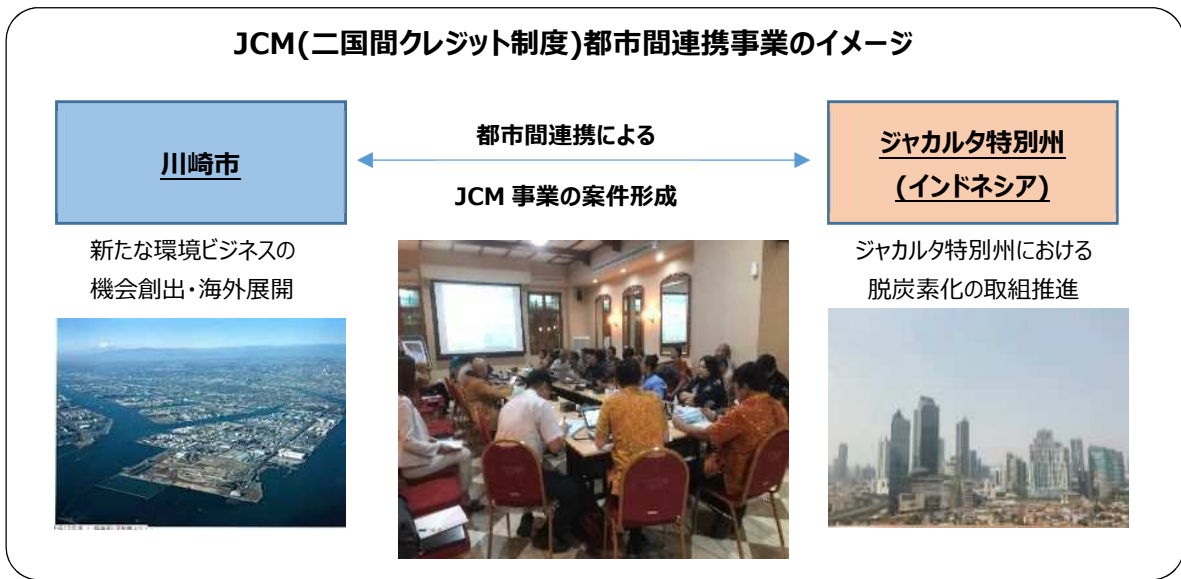 JCM(二国間クレジット制度)都市間連携事業のイメージ
川崎市
都市間連携による
JCM 事業の案件形成
ジャカルタ特別州
(インドネシア)
新たな環境ビジネスの
機会創出・海外展開
ジャカルタ特別州における
脱炭素化の取組推進